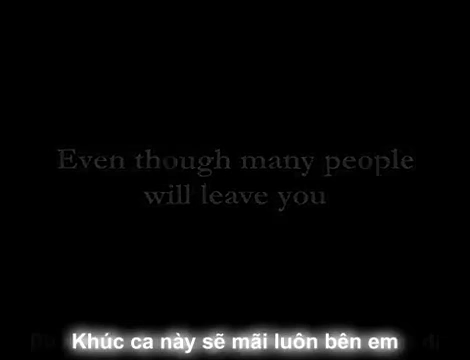 Even though many people
will leave you
Khúc ca này sẽ mãi luôn bên em